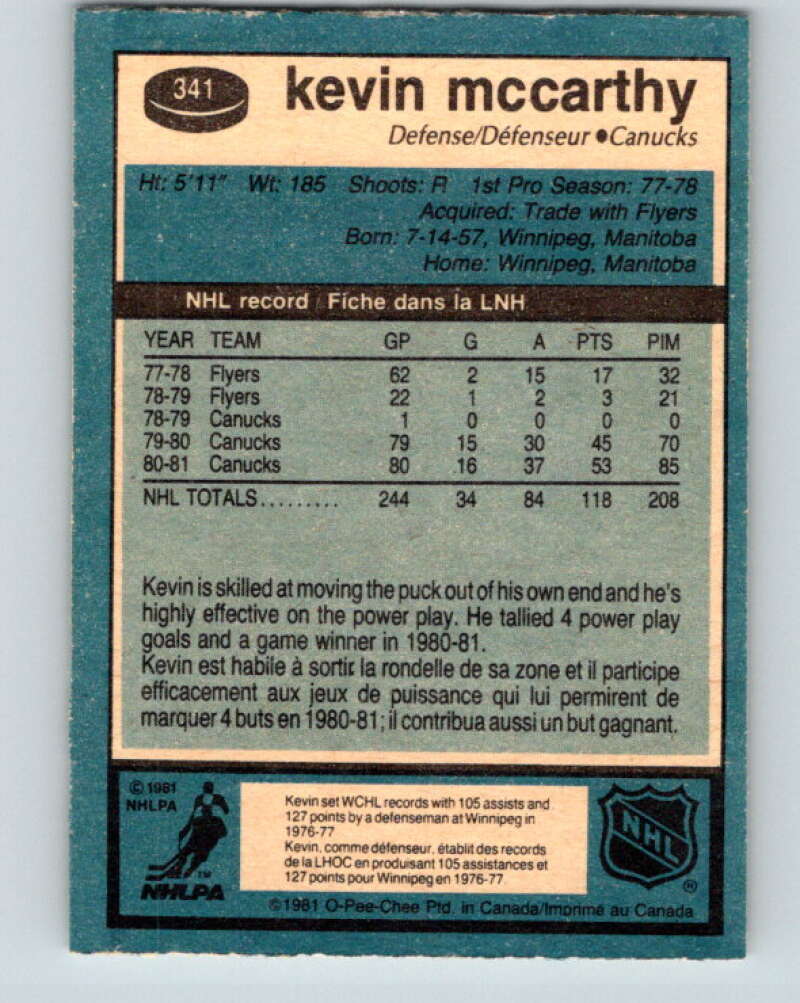 341
kevin mccarthy
Defense/Défenseur ●Canucks
Ht: 5'11" Wt: 185 Shoots: R 1st Pro Season: 77-78
Acquired: Trade with Flyers
Born: 7-14-57, Winnipeg, Manitoba
Home: Winnipeg, Manitoba
NHL record / Fiche dans la LNH
YEAR TEAM GP G A PTS PIM
77-78 Flyers 62 2 15 17 32
78-79 Flyers 22 1 2 3 21
78-79 Canucks 1 0 0 0 0
79-80 Canucks 79 15 30 45 70
80-81 Canucks 80 16 37 53 85
NHL TOTALS......... 244 34 84 118 208
Kevin is skilled at moving the puck out of his own end and he's
highly effective on the power play. He tallied 4 power play
goals and a game winner in 1980-81.
Kevin est habile à sortir la rondelle de sa zone et il participe
efficacement aux jeux de puissance qui lui permirent de
marquer 4 buts en 1980-81; il contribua aussi un but gagnant.
© 1981
NHLPA
TM
NHLPA
Kevin set WCHL records with 105 assists and
127 points by a defenseman at Winnipeg in
1976-77
Kevin, comme défenseur, établit des records
de la LHOC en produisant 105 assistances et
127 points pour Winnipeg en 1976-77.
NHL
®
©1981 O-Pee-Chee Ptd. in Canada/Imprimé au Canada